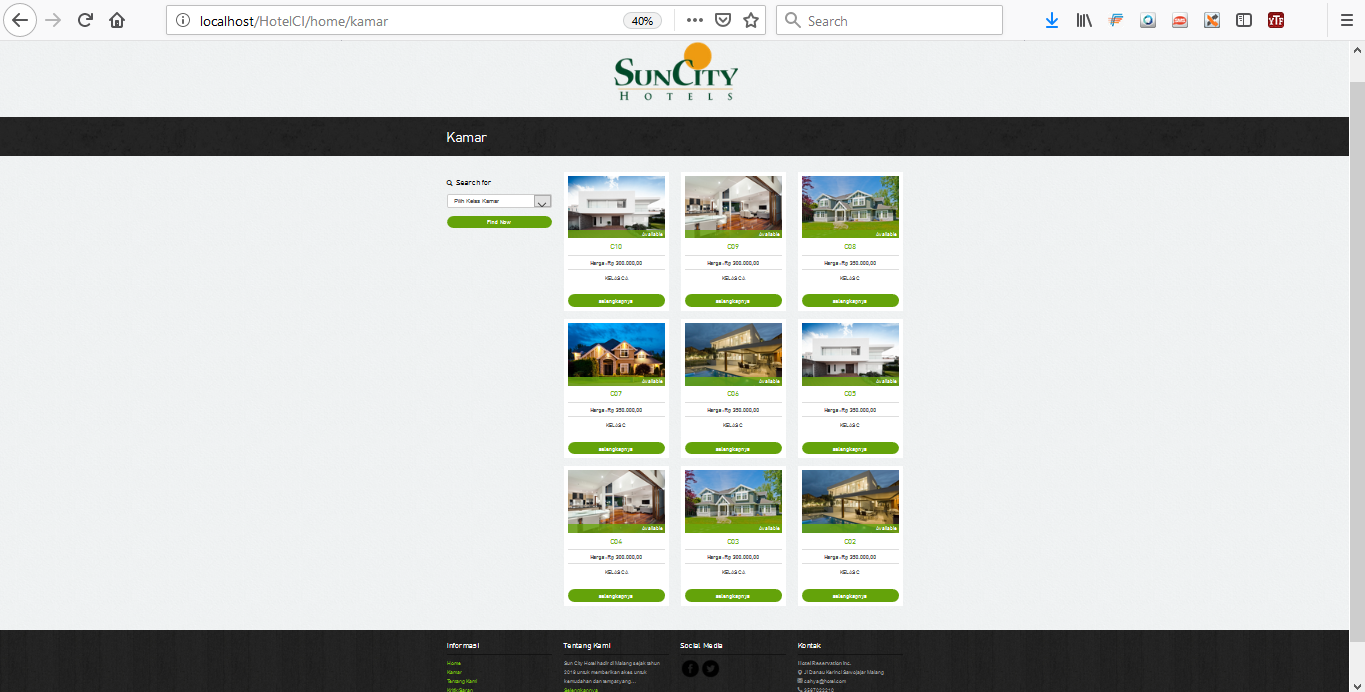 localhost/HotelCI/home/kamar
40%
Search
SUNCITY
HOTELS
Kamar
Search for
Pilih Kelas Kamar
Find Now
Available
Available
Available
C10
C09
C08
Harga :Rp 300.000,00
Harga :Rp 300.000,00
Harga :Rp 350.000,00
KELAS CA
KELAS CA
KELAS C
selengkapnya
selengkapnya
selengkapnya
Available
Available
Available
C07
C06
C05
Harga :Rp 350.000,00
Harga :Rp 350.000,00
Harga :Rp 350.000,00
KELAS C
KELAS C
KELAS C
selengkapnya
selengkapnya
selengkapnya
Available
Available
Available
C04
C03
C02
Harga :Rp 300.000,00
Harga :Rp 300.000,00
Harga :Rp 350.000,00
KELAS CA
KELAS CA
KELAS C
selengkapnya
selengkapnya
selengkapnya
Informasi
Home
Kamar
Tentang Kami
Kritik Saran
Tentang Kami
Sun City Hotel hadir di Malang sejak tahun
2018 untuk memberikan akses untuk
kemudahan dan tempat yang...
Selengkapnya
Social Media
Kontak
Hotel Reservation Inc.
Jl Danau Kerinci Sawojajar Malang
cahya@hotel.com